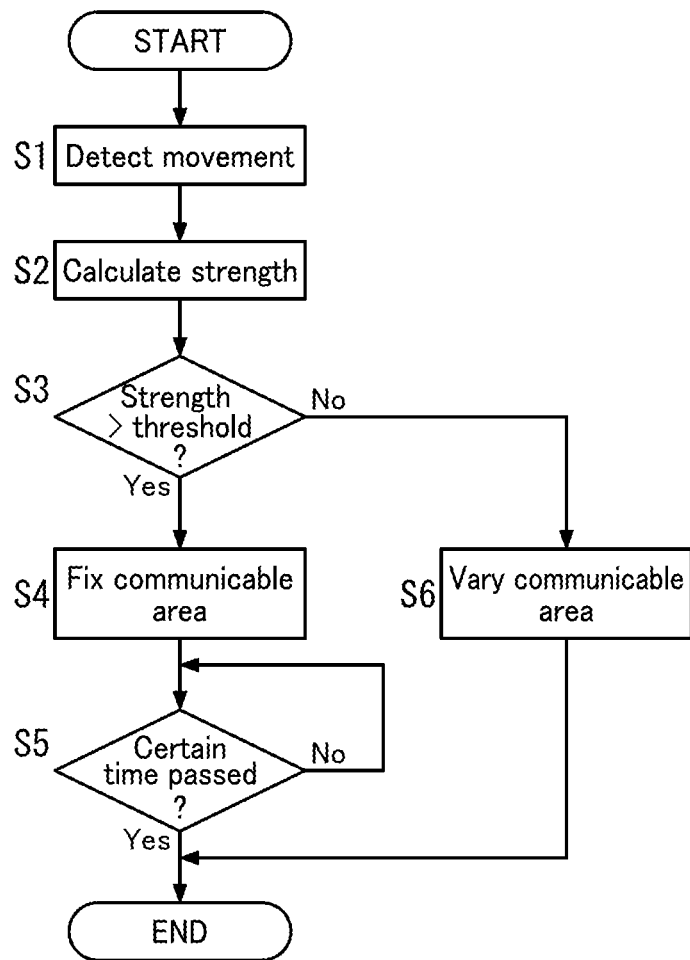 START
S1
Detect movement
S2
Calculate strength
S3
Strength
> threshold
?
No
Yes
S4
Fix communicable
area
S6
Vary communicable
area
S5
Certain
time passed
?
No
Yes
END